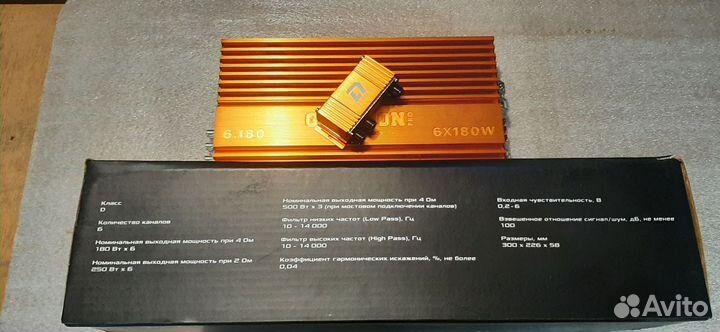 6.180
ON
PRO
6X180W
Класс
D
Количество каналов
6
Номинальная выходная мощность при 4 Ом
180 Вт x 6
Номинальная выходная мощность при 2 Ом
250 Вт x 6
Номинальная выходная мощность при 4 Ом
500 Вт x 3 (при мостовом подключении каналов)
Фильтр низких частот (Low Pass), Гц
10 - 14 000
Фильтр высоких частот (High Pass), Гц
10 - 14 000
Коэффициент гармонических искажений, %, не более
0,04
Входная чувствительность, В
0,2 - 6
Взвешенное отношение сигнал/шум, дБ, не менее
100
Размеры, мм
300 x 226 x 58
Avito